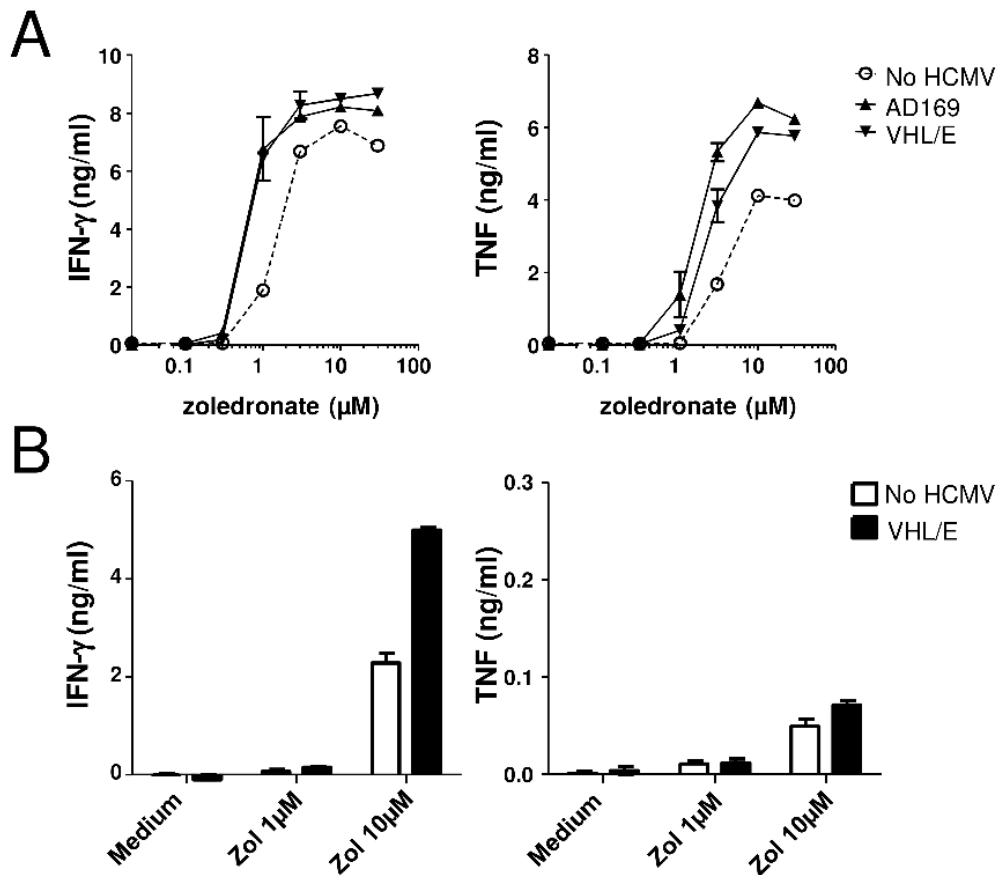 A
IFN-γ (ng/ml)
10
8
6
4
2
0
0.1
1
10
100
zoledronate (µM)
TNF (ng/ml)
8
6
4
2
0
0.1
1
10
100
zoledronate (µM)
No HCMV
AD169
VHL/E
B
IFN-γ (ng/ml)
6
4
2
0
Medium
Zol 1µM
Zol 10µM
TNF (ng/ml)
0.3
0.2
0.1
0.0
Medium
Zol 1µM
Zol 10µM
No HCMV
VHL/E